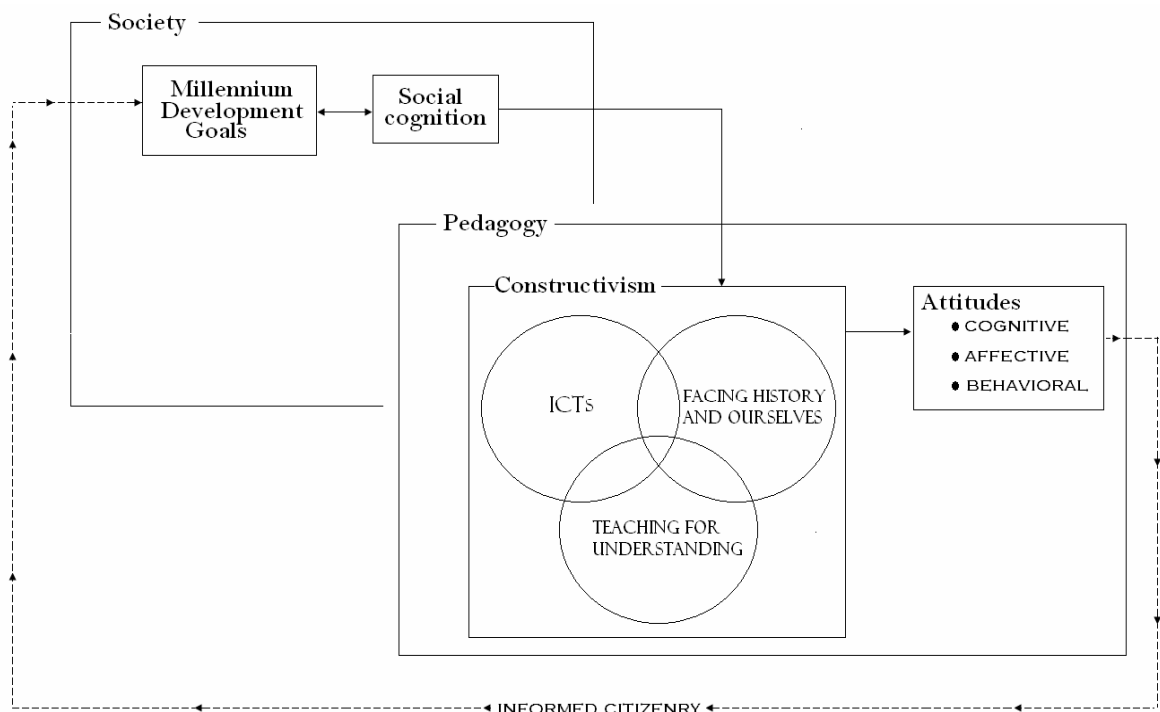 Society
Millennium
Development
Goals
Social
cognition
Pedagogy
Constructivism
ICTs
FACING HISTORY
AND OURSELVES
TEACHING FOR
UNDERSTANDING
Attitudes
● COGNITIVE
● AFFECTIVE
● BEHAVIORAL
INFORMED CITIZENRY